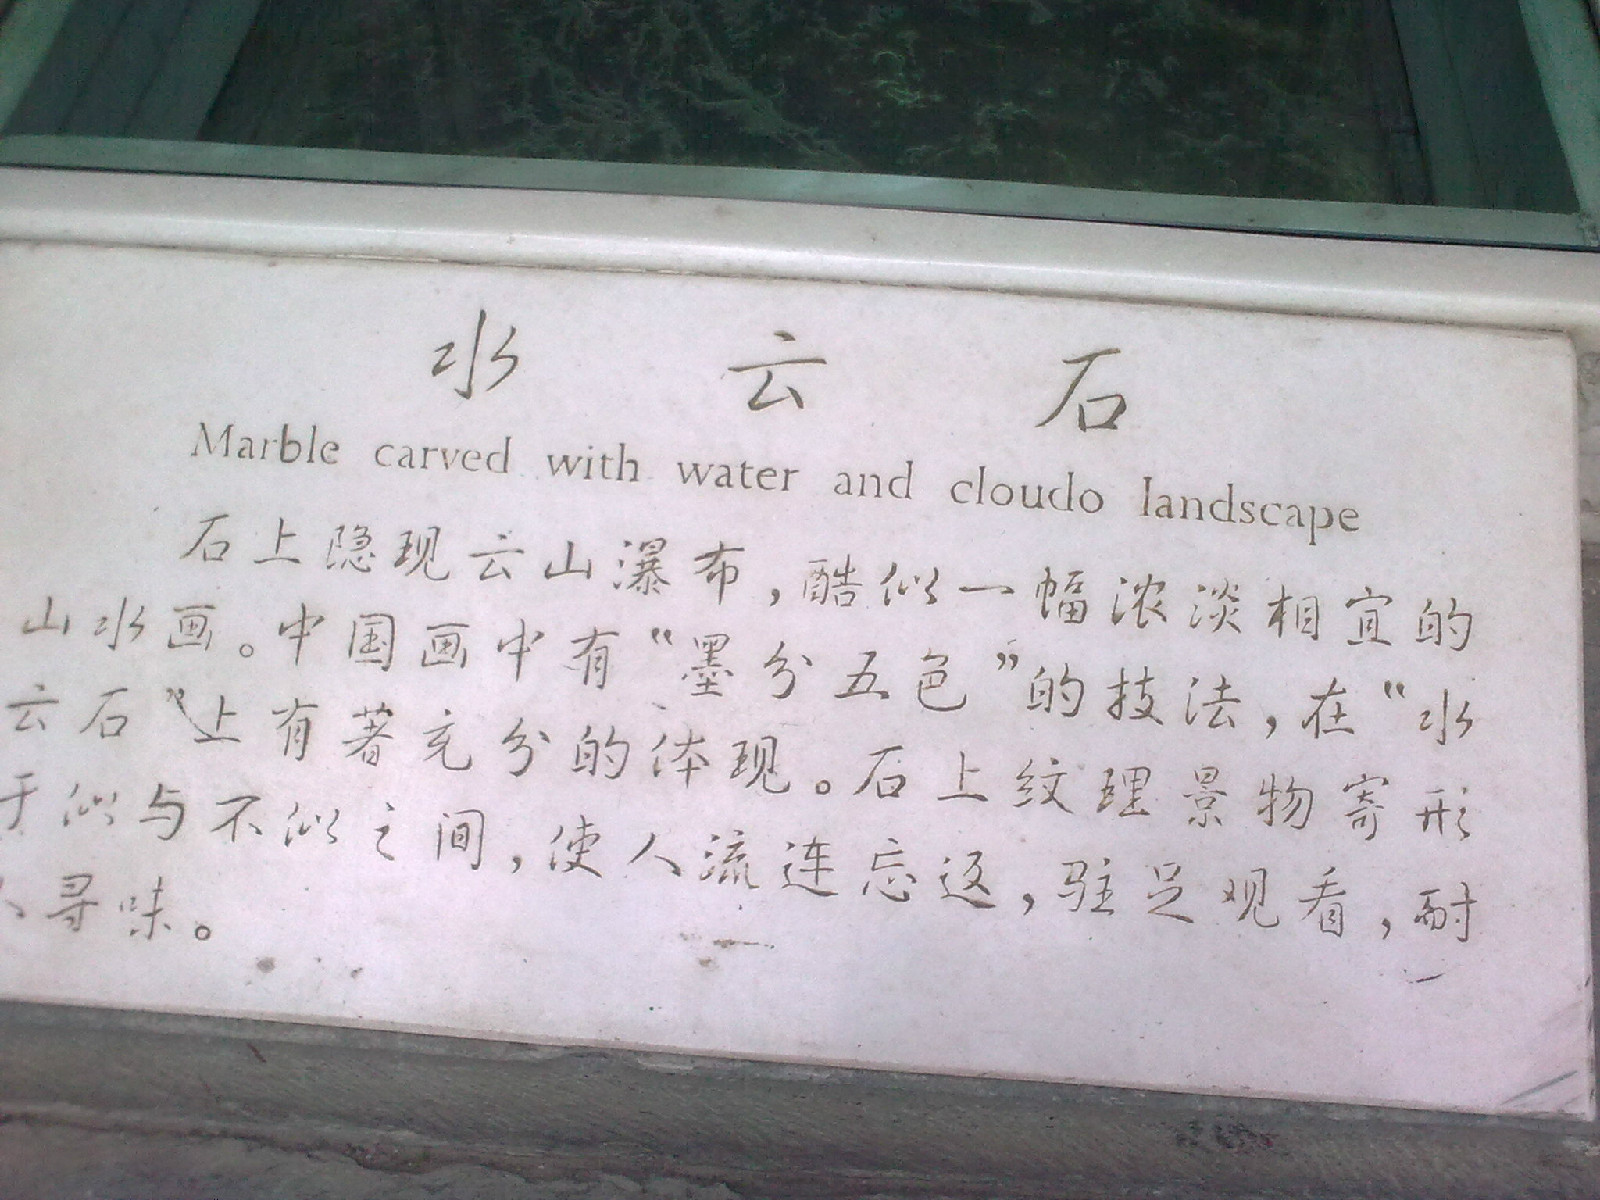 水云石
Marble carved with water and cloudo landscape
石上隐现云山瀑布，酷似一幅浓淡相宜的
山水画。中国画中有“墨分五色”的技法，在“水
云石”上有著充分的体现。石上纹理景物寄形
于似与不似之间，使人流连忘返，驻足观看，耐
人寻味。